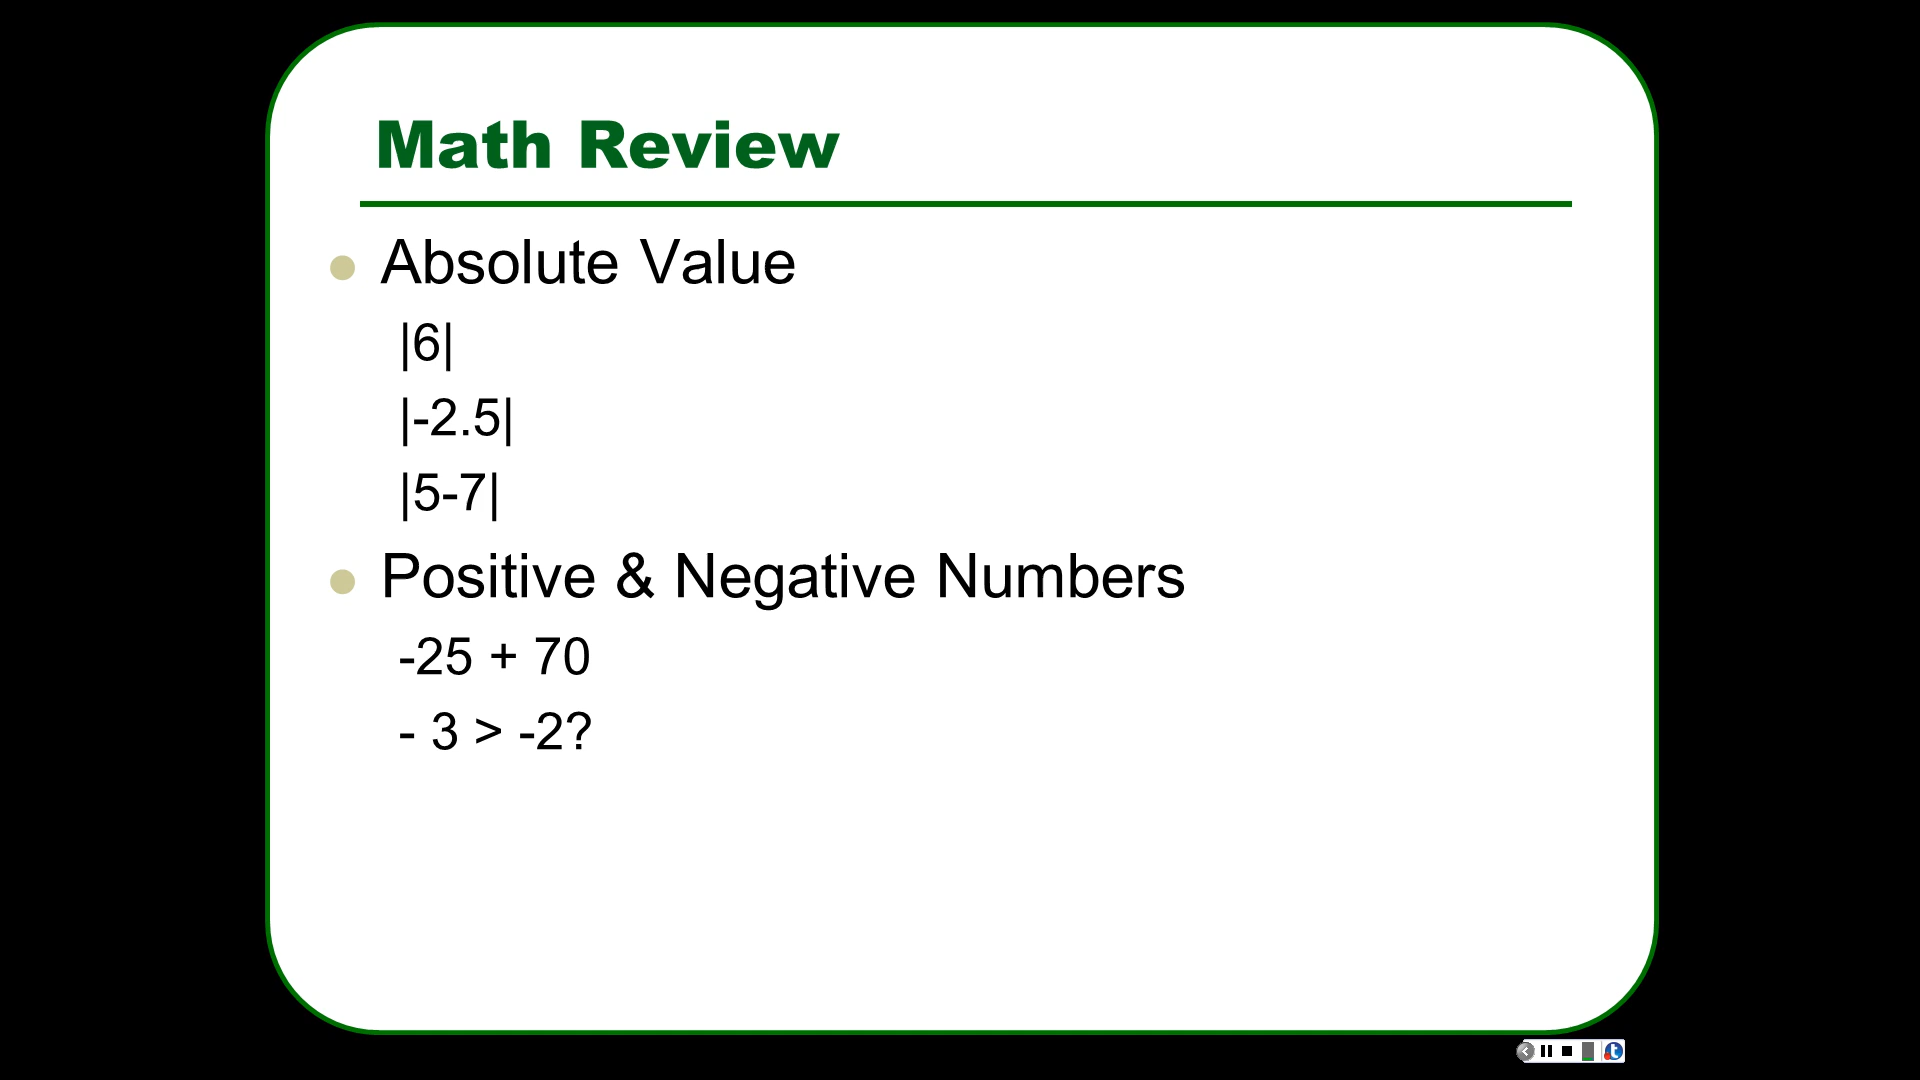 Math Review
Absolute Value
|6|
|-2.5|
|5-7|
Positive & Negative Numbers
-25 + 70
- 3 > -2?